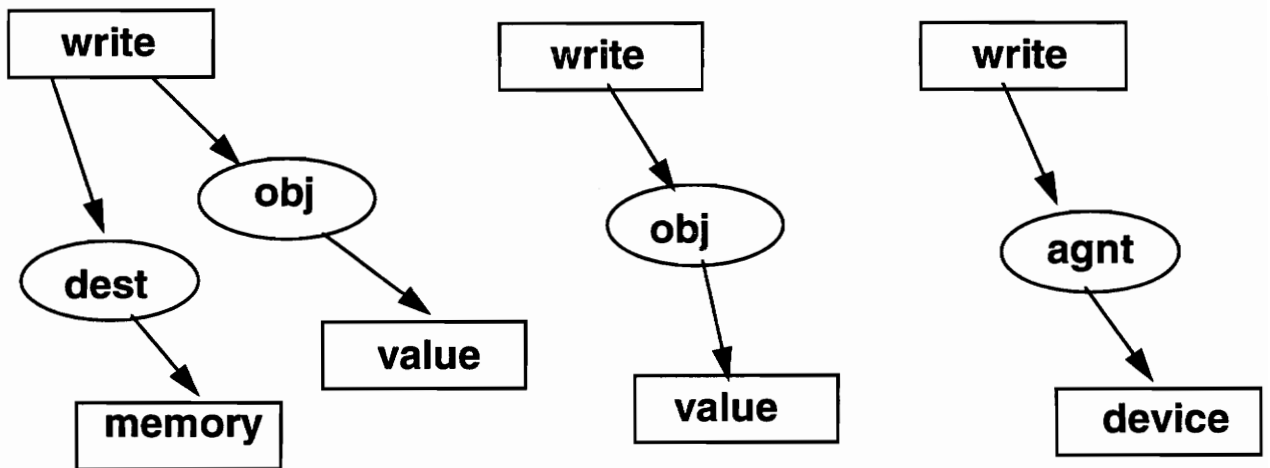 write
obj
dest
value
memory
write
obj
value
write
agnt
device